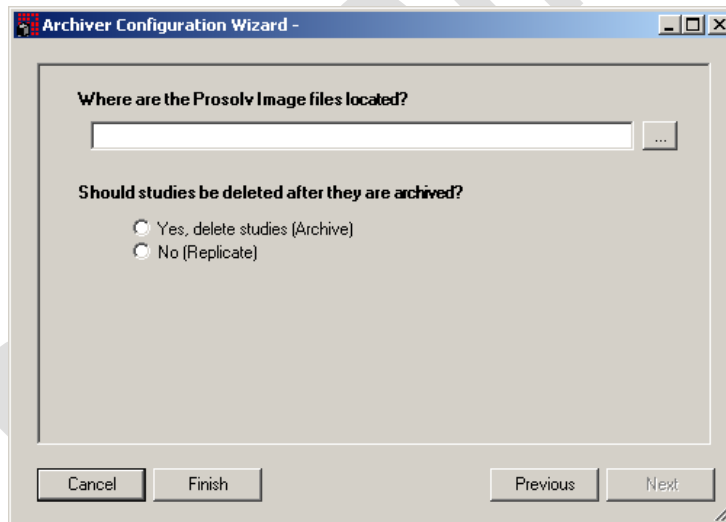 Archiver Configuration Wizard -
Where are the Prosolv Image files located?
...
Should studies be deleted after they are archived?
Yes, delete studies (Archive)
No (Replicate)
Cancel Finish Previous Next